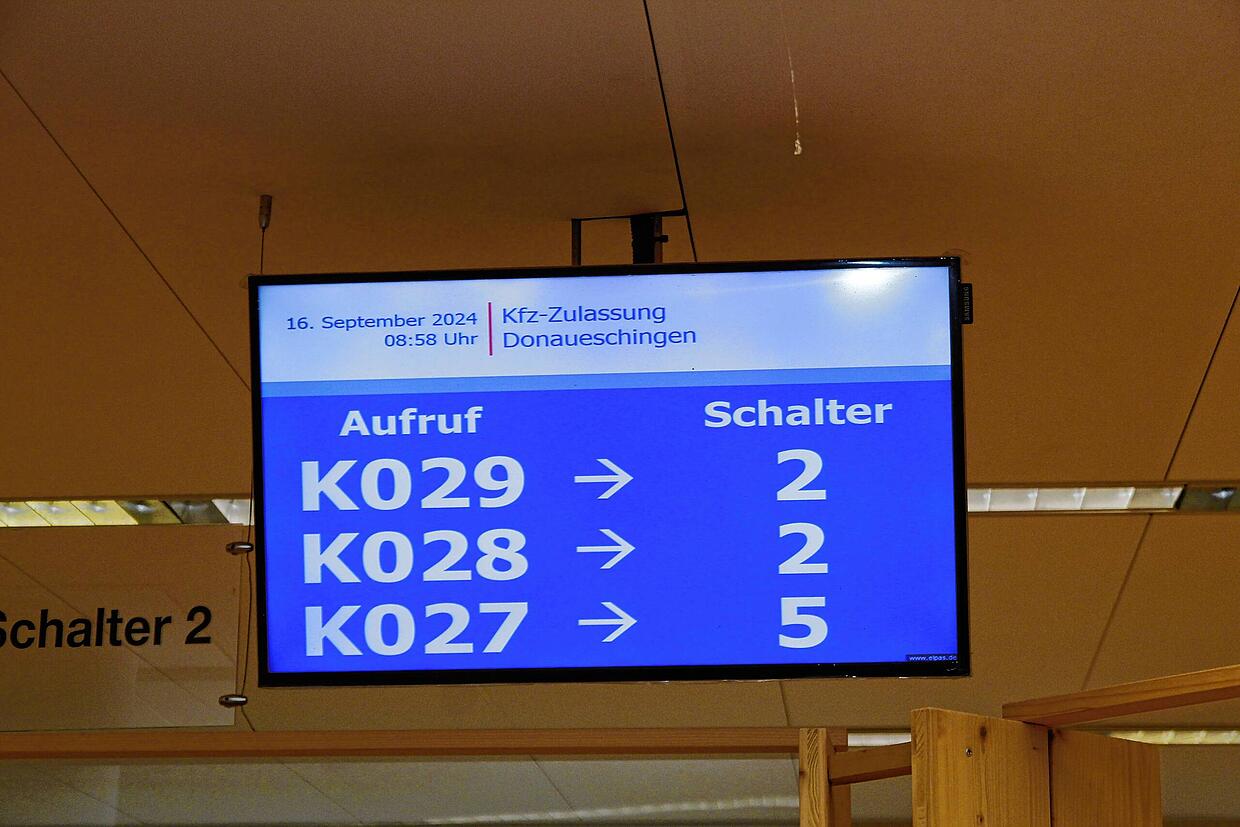 16. September 2024
08:58 Uhr
Kfz-Zulassung
Donaueschingen
SAMSUNG
Aufruf Schalter
K029 → 2
K028 → 2
K027 → 5
www.elpas.de
Schalter 2